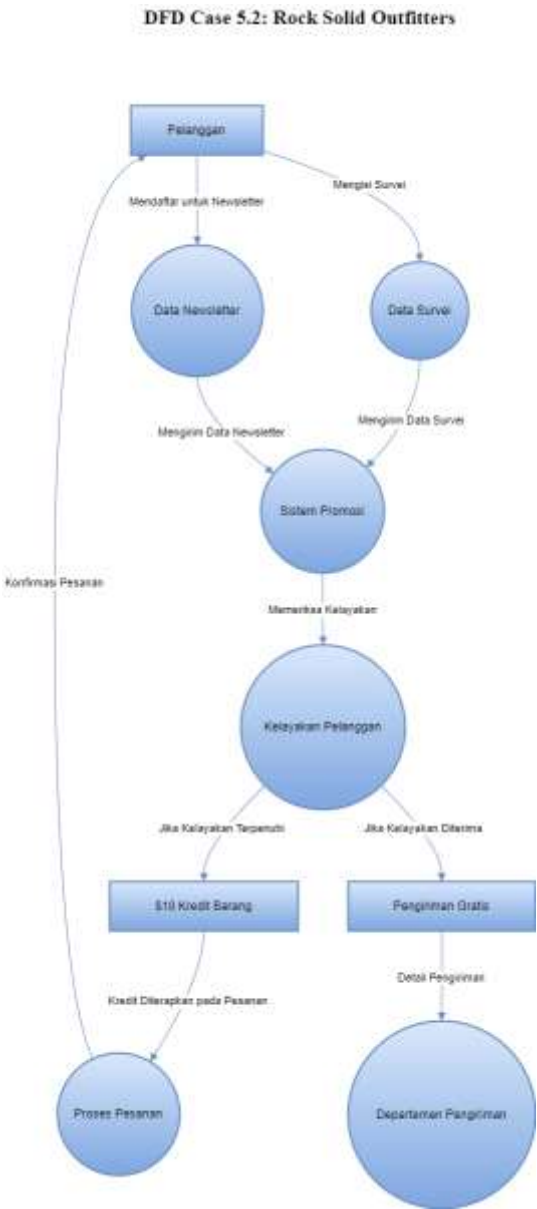 DFD Case 5.2: Rock Solid Outfitters
Pelanggan
Mengisi Survei
Mendaftar untuk Newsletter
Data Newsletter
Data Survei
Mengirim Data Newsletter
Mengirim Data Survei
Sistem Promosi
Konfirmasi Pesanan
Memeriksa Kelayakan
Kelayakan Pelanggan
Jika Kelayakan Terpenuhi
Jika Kelayakan Diterima
$10 Kredit Barang
Pengiriman Gratis
Detail Pengiriman
Kredit Diterapkan pada Pesanan
Proses Pesanan
Departemen Pengiriman